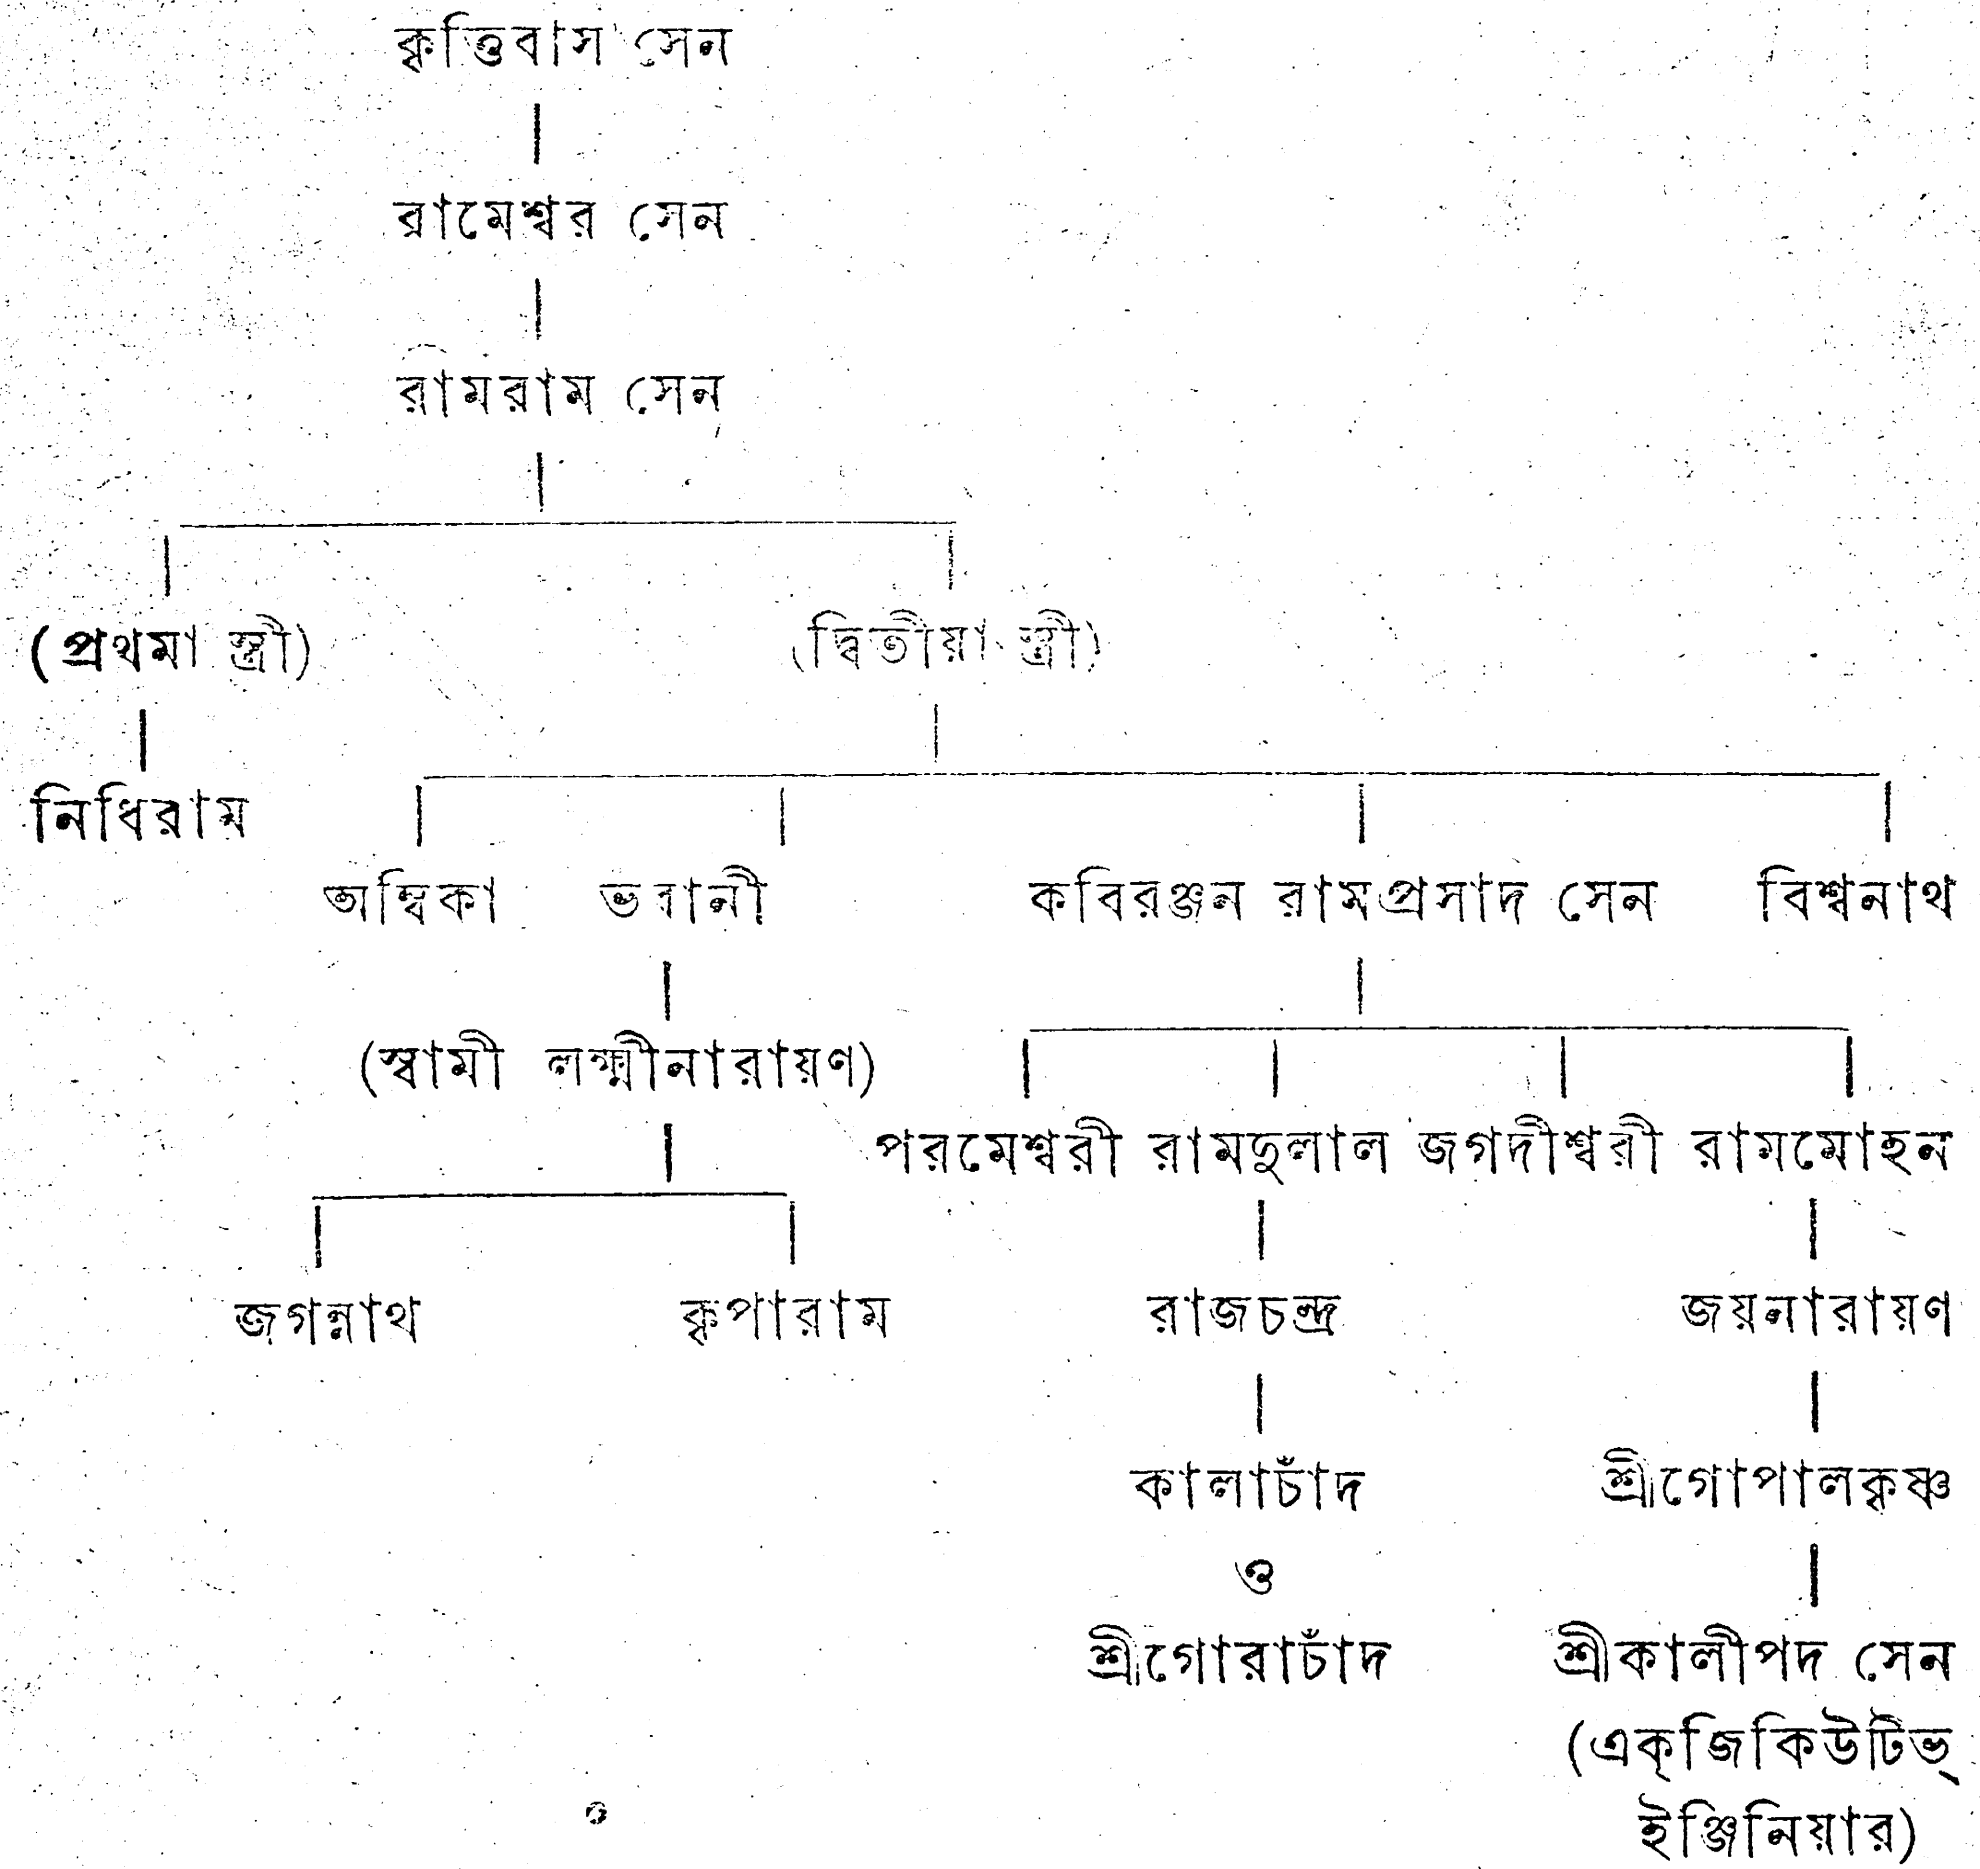 কৃত্তিবাস সেন
রামেশ্বর সেন
রামরাম সেন
(প্রথমা স্ত্রী) (দ্বিতীয়া স্ত্রী)
নিধিরাম
অম্বিকা ভবানী কবিরঞ্জন রামপ্রসাদ সেন বিশ্বনাথ
(স্বামী লক্ষ্মীনারায়ণ)
পরমেশ্বরী রামদুলাল জগদীশ্বরী রামমোহন
জগন্নাথ কৃপারাম রাজচন্দ্র জয়নারায়ণ
কালাচাঁদ শ্রীগোপালকৃষ্ণ
ও
শ্রীগোরাচাঁদ শ্রীকালীপদ সেন
(এক্‌জিকিউটিভ্
ইঞ্জিনিয়ার)